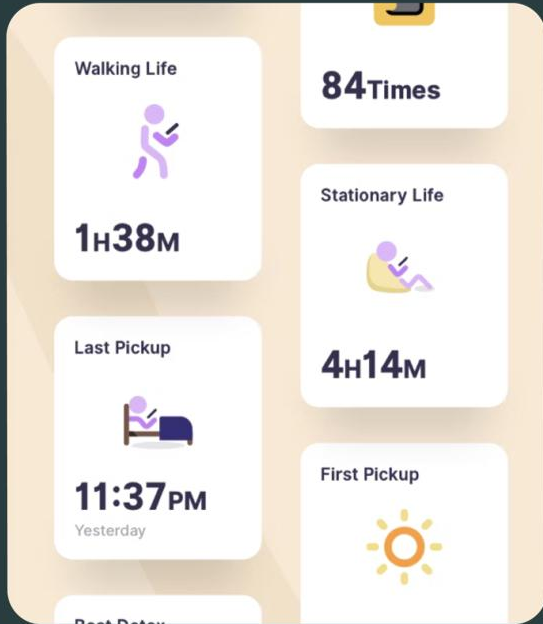 Walking Life
1H38M
Last Pickup
11:37PM
Yesterday
84Times
Stationary Life
4H14M
First Pickup